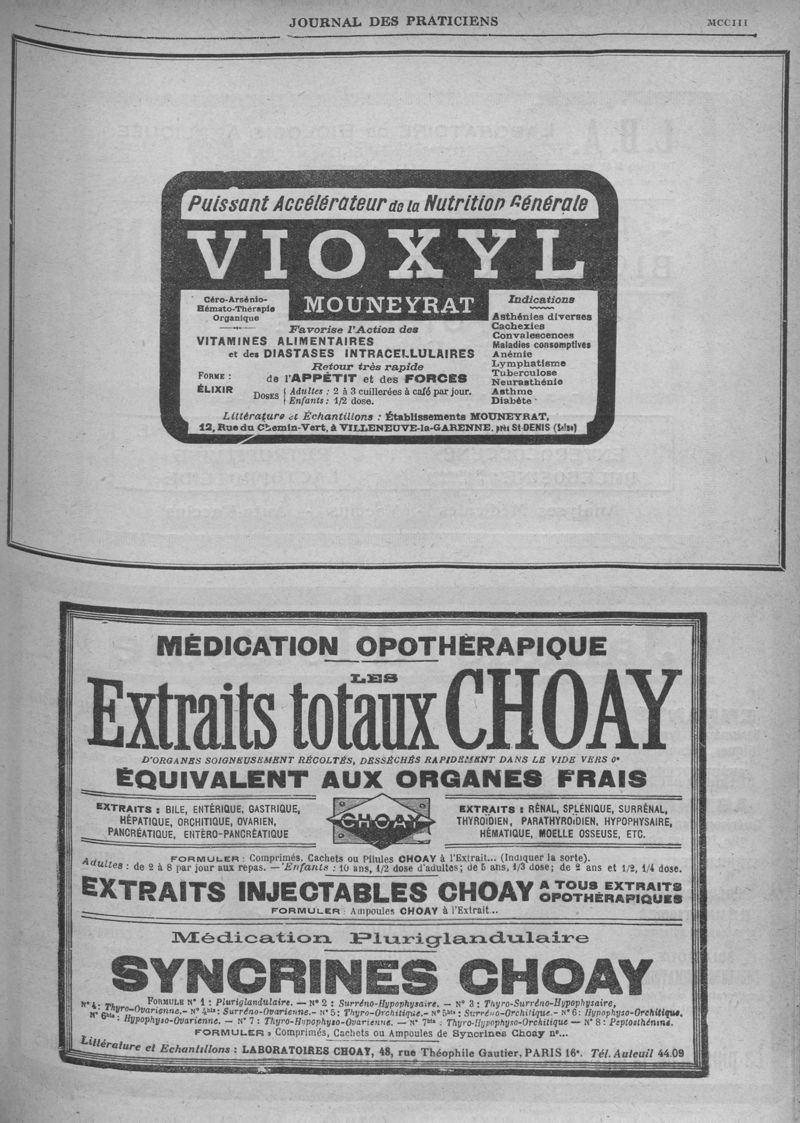 JOURNAL DES PRATICIENS
MCCIII
Puissant Accélérateur de la Nutrition Générale
VIOXYL
MOUNEYRAT
Céro-Arsénio-
Hémato-Thérapie
Organique
Favorise l'Action des
VITAMINES ALIMENTAIRES
et des DIASTASES INTRACELLULAIRES
Retour très rapide
de l'APPÉTIT et des FORCES
FORME :
ÉLIXIR
DOSES
Adultes : 2 à 3 cuillerées à café par jour.
Enfants : 1/2 dose.
Indications
Asthénies diverses
Cachexies
Convalescences
Maladies consomptives
Anémie
Lymphatisme
Tuberculose
Neurasthénie
Asthme
Diabète
Littérature et Échantillons : Établissements MOUNEYRAT,
12, Rue du Chemin-Vert, à VILLENEUVE-la-GARENNE, près St-DENIS (Seine)
MÉDICATION OPOTHÉRAPIQUE
LES
Extraits totaux CHOAY
D'ORGANES SOIGNEUSEMENT RÉCOLTÉS, DESSÉCHÉS RAPIDEMENT DANS LE VIDE VERS 0°
ÉQUIVALENT AUX ORGANES FRAIS
EXTRAITS : BILE, ENTÉRIQUE, GASTRIQUE,
HÉPATIQUE, ORCHITIQUE, OVARIEN,
PANCRÉATIQUE, ENTÉRO-PANCRÉATIQUE
CHOAY
EXTRAITS : RÉNAL, SPLÉNIQUE, SURRÉNAL,
THYROÏDIEN, PARATHYROÏDIEN, HYPOPHYSAIRE,
HÉMATIQUE, MOELLE OSSEUSE, ETC.
FORMULER : Comprimés, Cachets ou Pilules CHOAY à l'Extrait... (Indiquer la sorte).
Adultes : de 2 à 8 par jour aux repas. — Enfants : 10 ans, 1/2 dose d'adultes; de 5 ans, 1/3 dose; de 2 ans et 1/2, 1/4 dose.
EXTRAITS INJECTABLES CHOAY A TOUS EXTRAITS OPOTHÉRAPIQUES
FORMULER : Ampoules CHOAY à l'Extrait...
Médication Pluriglandulaire
SYNCRINES CHOAY
FORMULE N° 1 : Pluriglandulaire. — N° 2 : Surréno-Hypophysaire. — N° 3 : Thyro-Surréno-Hypophysaire,
N° 4 : Thyro-Ovarienne. - N° 4bis : Surréno-Ovarienne. - N° 5 : Thyro-Orchitique. - N° 5bis : Surréno-Orchitique. - N° 6 : Hypophyso-Orchitique.
N° 6bis : Hypophyso-Ovarienne. — N° 7 : Thyro-Hypophyso-Ovarienne. — N° 7bis : Thyro-Hypophyso-Orchitique — N° 8 : Peptosthénine.
FORMULER : Comprimés, Cachets ou Ampoules de Syncrines Choay n°...
Littérature et Echantillons : LABORATOIRES CHOAY, 48, rue Théophile Gautier, PARIS 16°. Tél. Auteuil 44.09